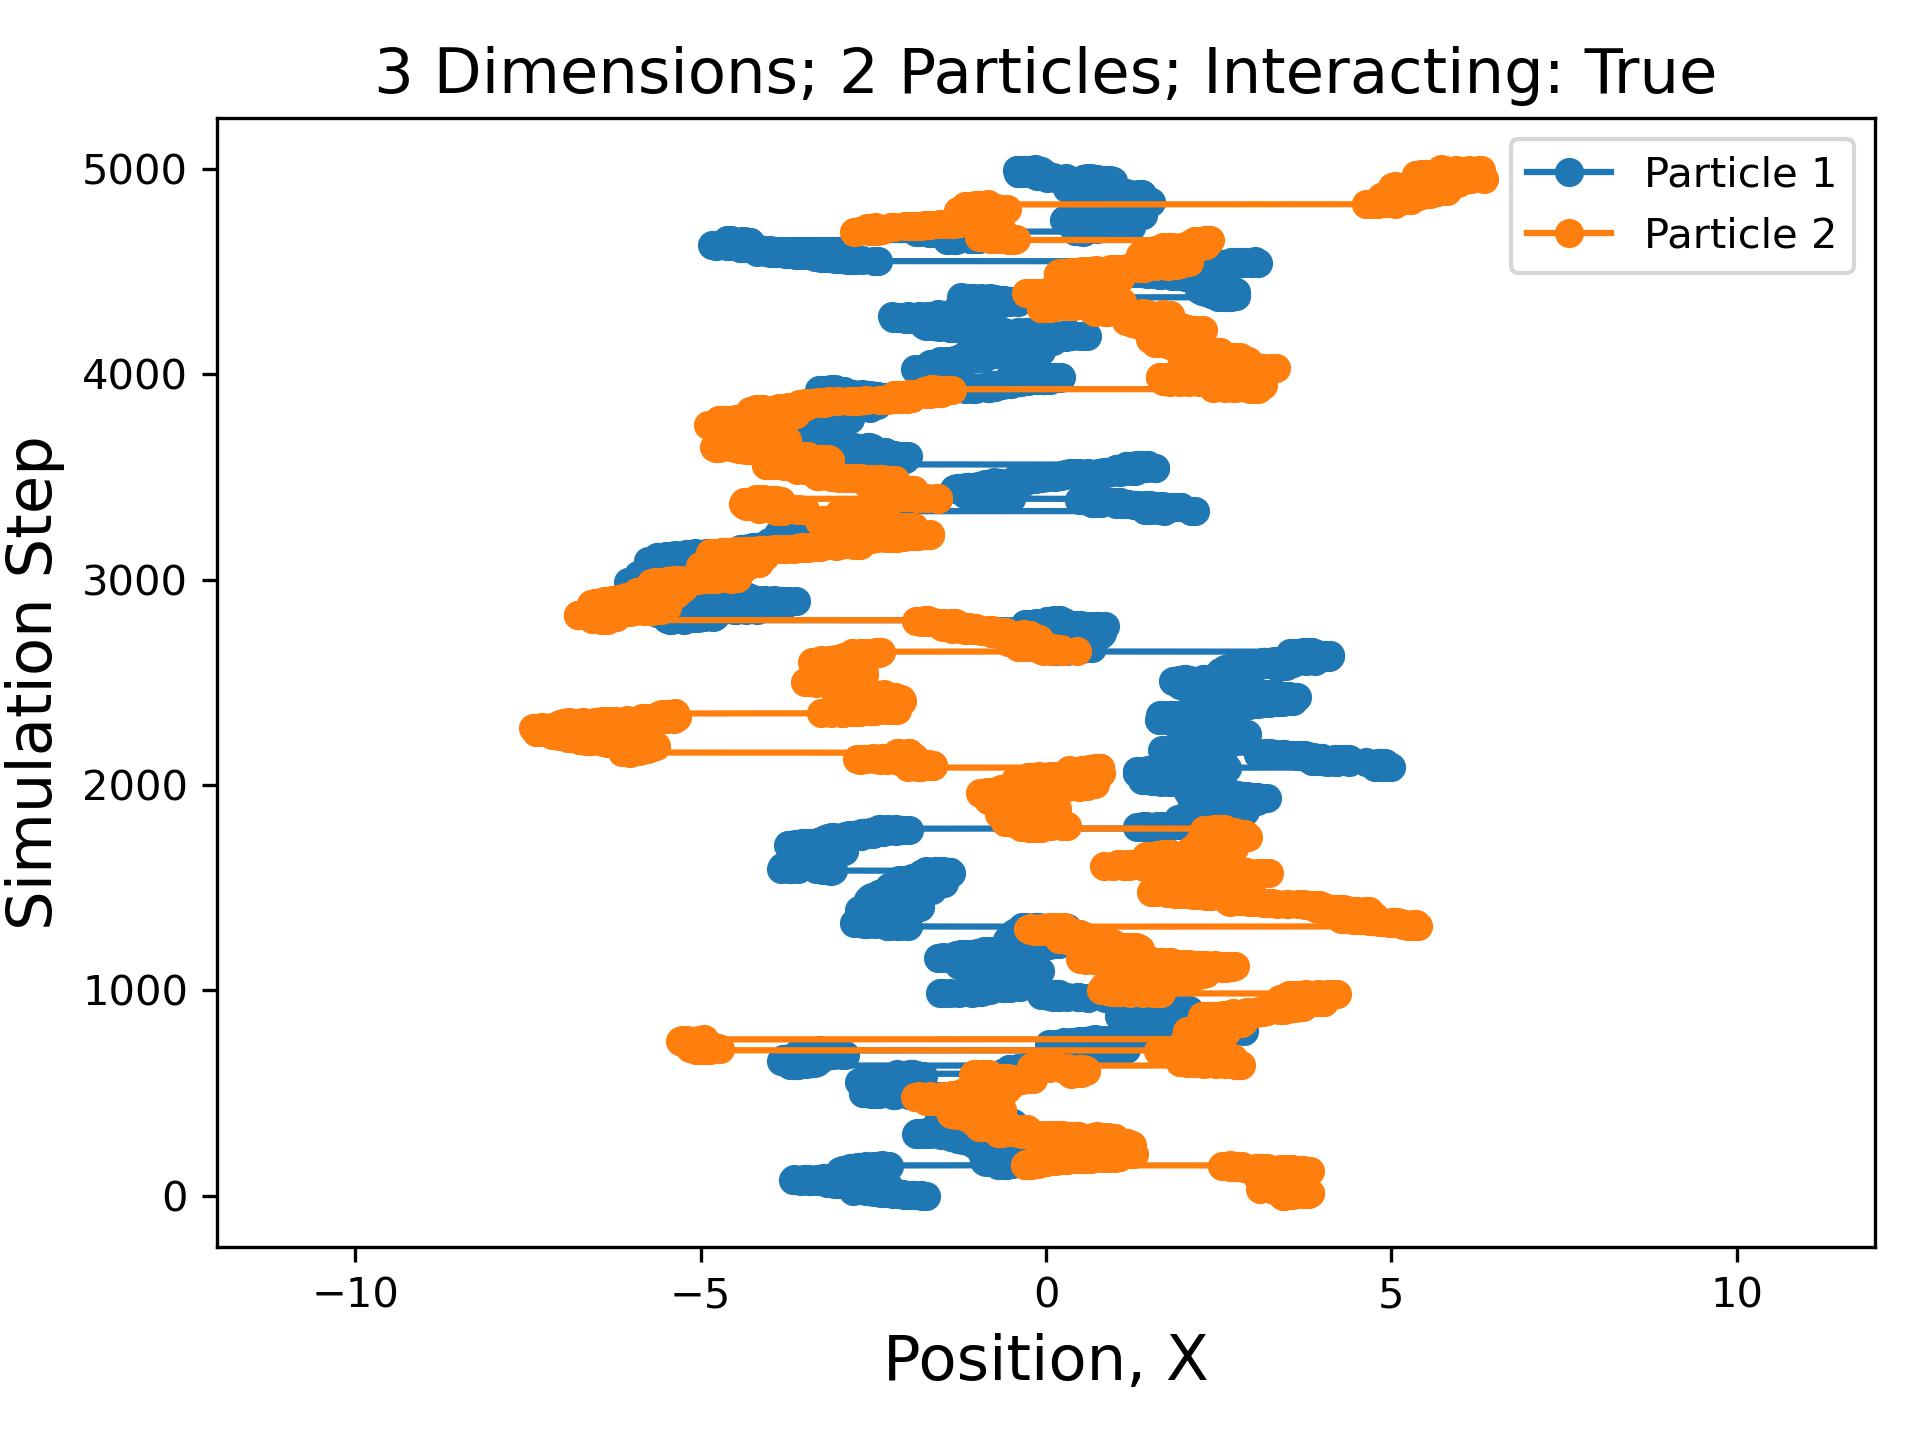 3 Dimensions; 2 Particles; Interacting: True
Particle 1
Particle 2
5000
4000
3000
2000
1000
0
Simulation Step
−10
−5
0
5
10
Position, X